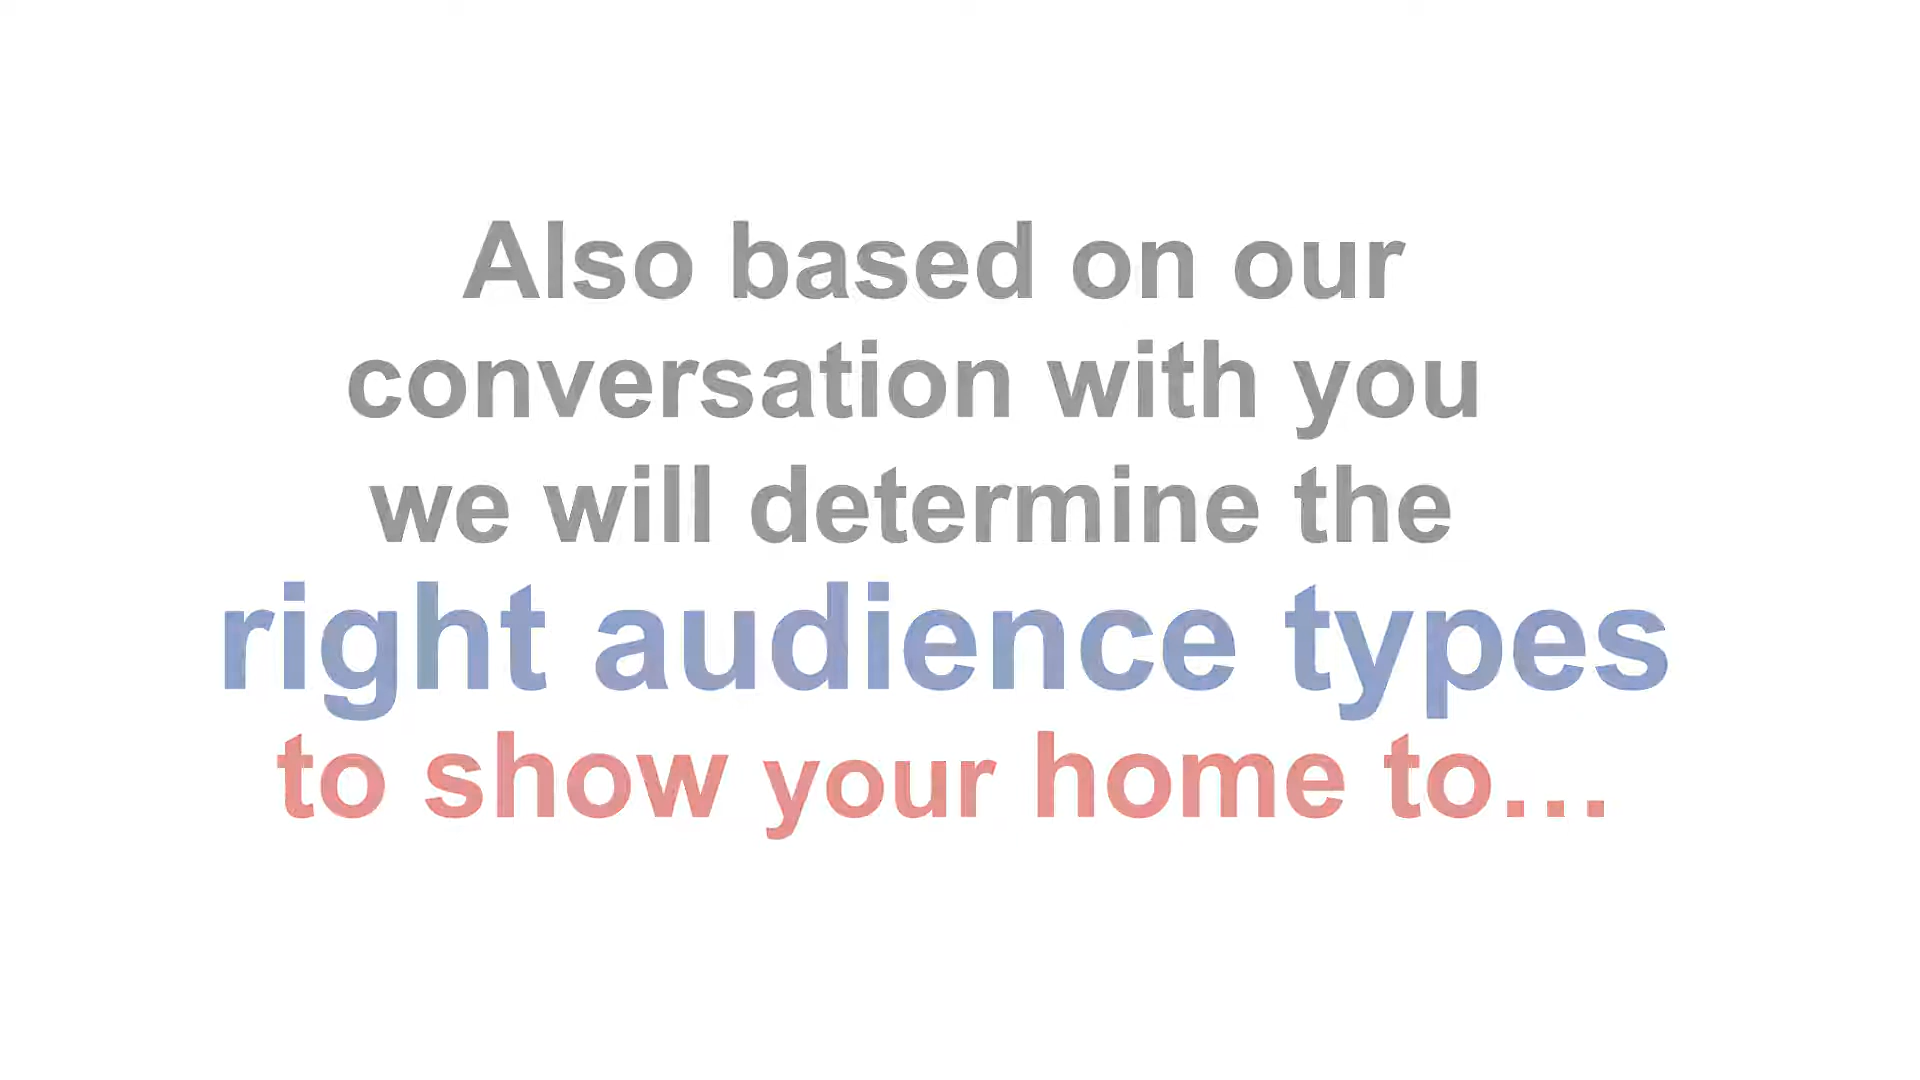 Also based on our
conversation with you
we will determine the
right audience types
to show your home to...